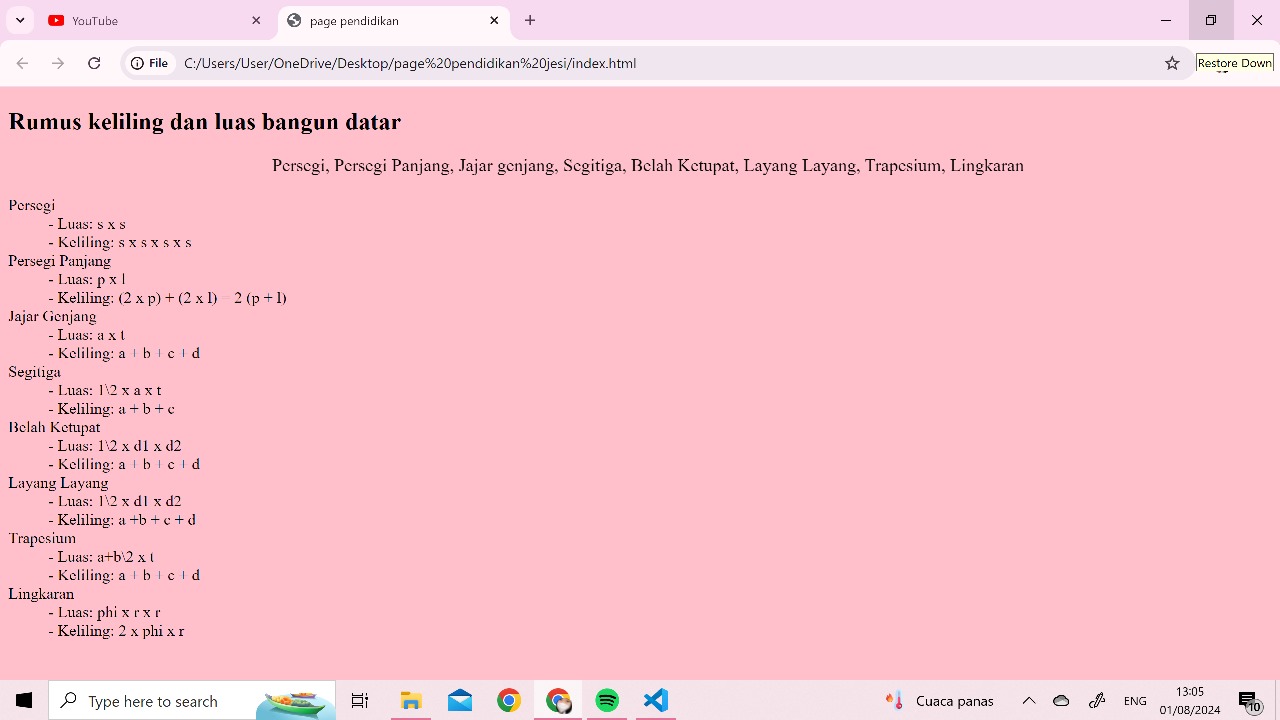 YouTube
page pendidikan
File
C:/Users/User/OneDrive/Desktop/page%20pendidikan%20jesi/index.html
Restore Down
Rumus keliling dan luas bangun datar
Persegi, Persegi Panjang, Jajar genjang, Segitiga, Belah Ketupat, Layang Layang, Trapesium, Lingkaran
Persegi
- Luas: s x s
- Keliling: s x s x s x s
Persegi Panjang
- Luas: p x l
- Keliling: (2 x p) + (2 x l) = 2 (p + l)
Jajar Genjang
- Luas: a x t
- Keliling: a + b + c + d
Segitiga
- Luas: 1\2 x a x t
- Keliling: a + b + c
Belah Ketupat
- Luas: 1\2 x d1 x d2
- Keliling: a + b + c + d
Layang Layang
- Luas: 1\2 x d1 x d2
- Keliling: a +b + c + d
Trapesium
- Luas: a+b\2 x t
- Keliling: a + b + c + d
Lingkaran
- Luas: phi x r x r
- Keliling: 2 x phi x r
Type here to search
Cuaca panas
ENG
13:05
01/08/2024
10